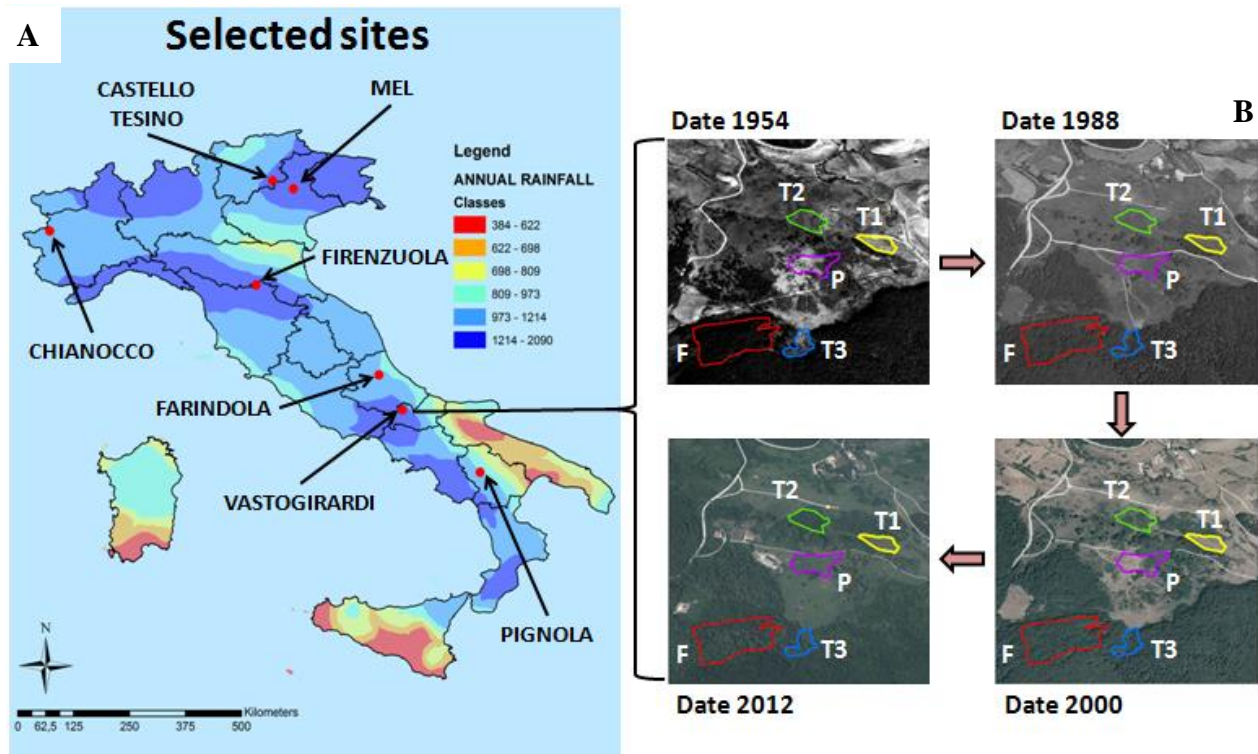 A
Selected sites
CASTELLO
TESINO
MEL
Legend
ANNUAL RAINFALL
Classes
384 - 622
622 - 698
698 - 809
809 - 973
973 - 1214
1214 - 2090
FIRENZUOLA
CHIANOCCO
FARINDOLA
VASTOGIRARDI
PIGNOLA
N
Kilometers
0 62,5 125 250 375 500
B
Date 1954
T2
T1
P
F
T3
Date 1988
T2
T1
P
F
T3
T2
T1
P
F
T3
Date 2012
T2
T1
P
F
T3
Date 2000